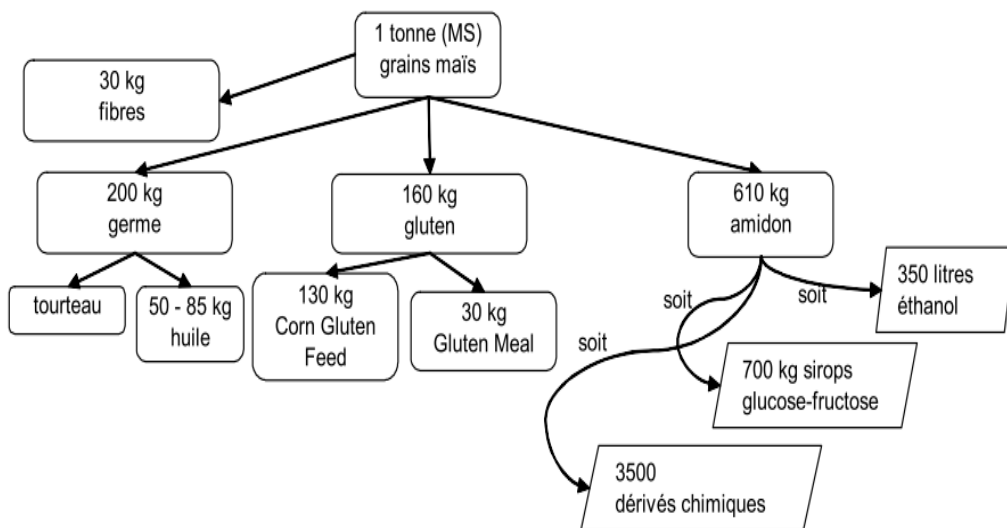 1 tonne (MS)
grains maïs
30 kg
fibres
200 kg
germe
160 kg
gluten
610 kg
amidon
tourteau
50 - 85 kg
huile
130 kg
Corn Gluten
Feed
30 kg
Gluten Meal
soit
soit
soit
350 litres
éthanol
700 kg sirops
glucose-fructose
3500
dérivés chimiques